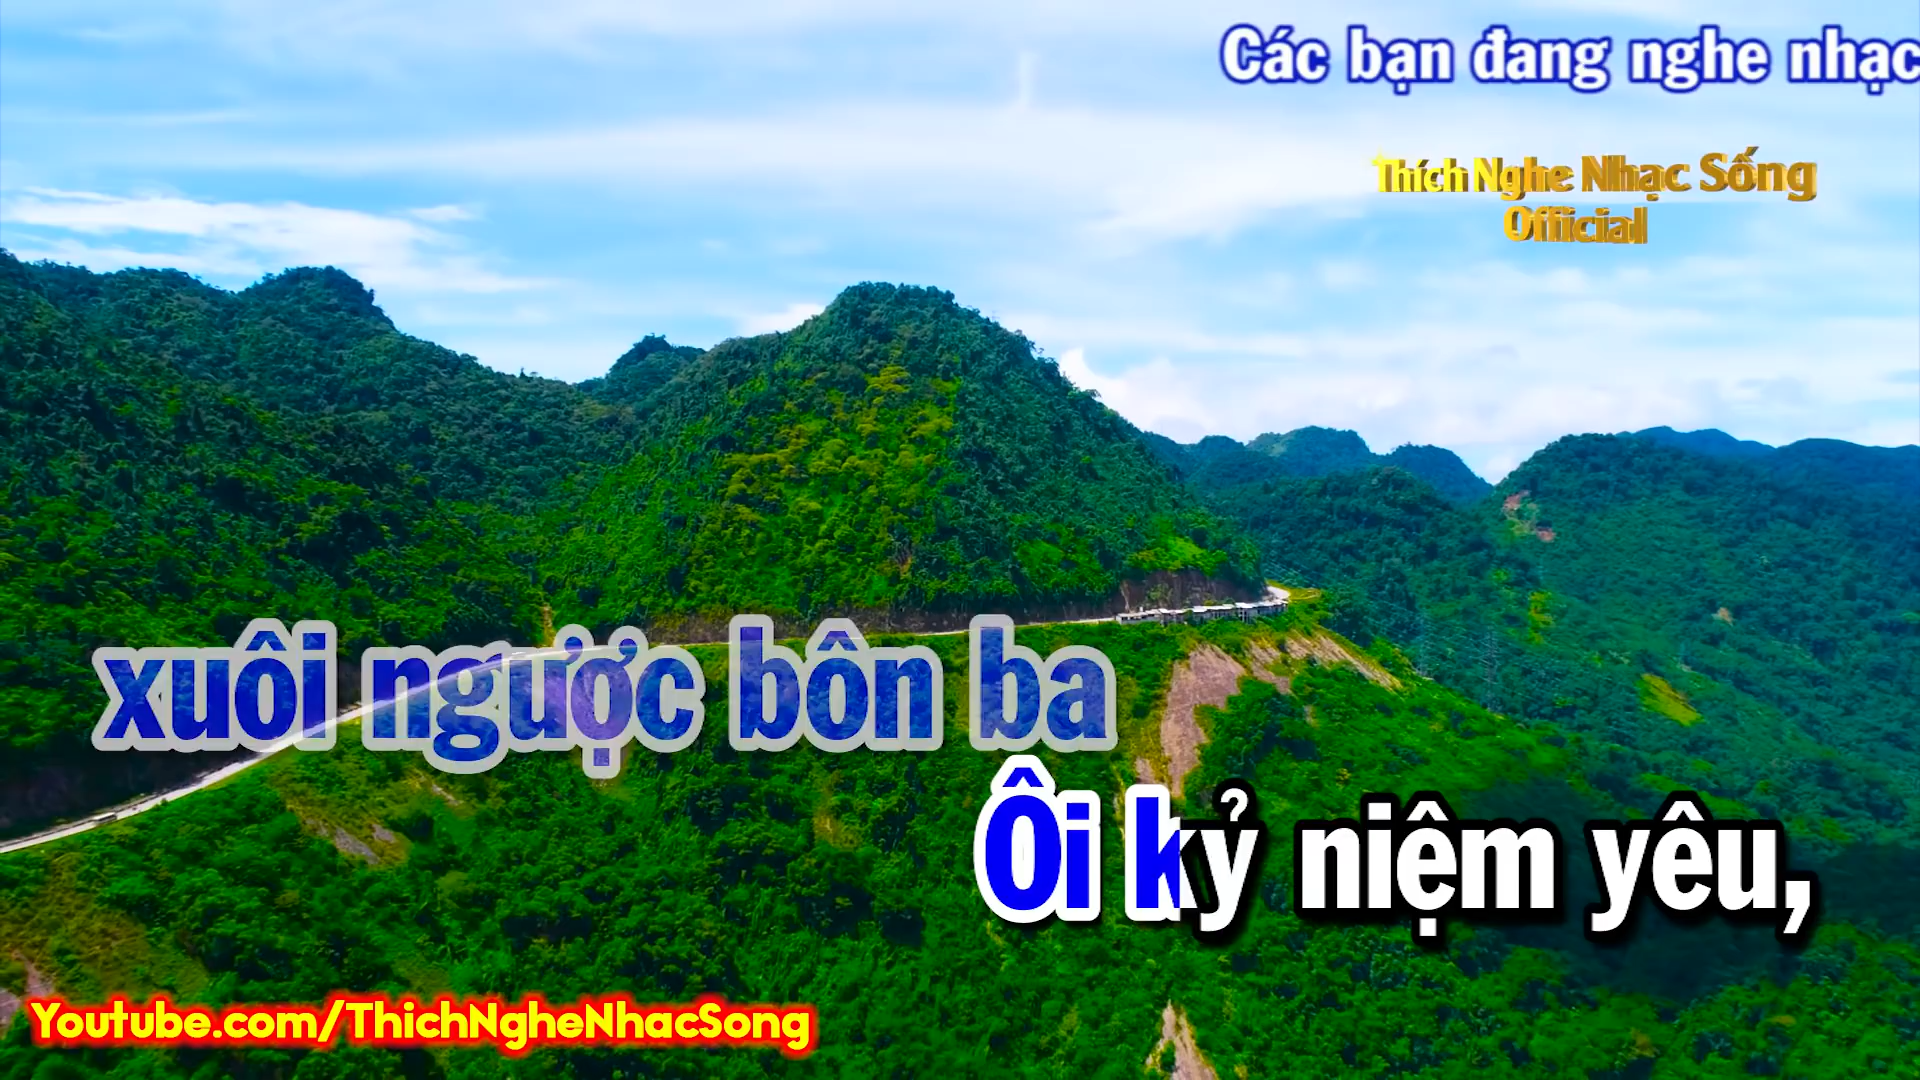 Các bạn đang nghe nhạc
Thích Nghe Nhạc Sống
Official
xuôi ngược bôn ba
Ôi kỷ niệm yêu,
Youtube.com/ThichNgheNhacSong